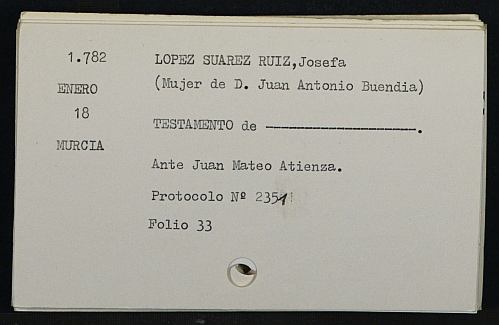 1.782 LOPEZ SUAREZ RUIZ,Josefa
ENERO (Mujer de D. Juan Antonio Buendia)
18
TESTAMENTO de ----------------------.
MURCIA
Ante Juan Mateo Atienza.
Protocolo Nº 2351
Folio 33